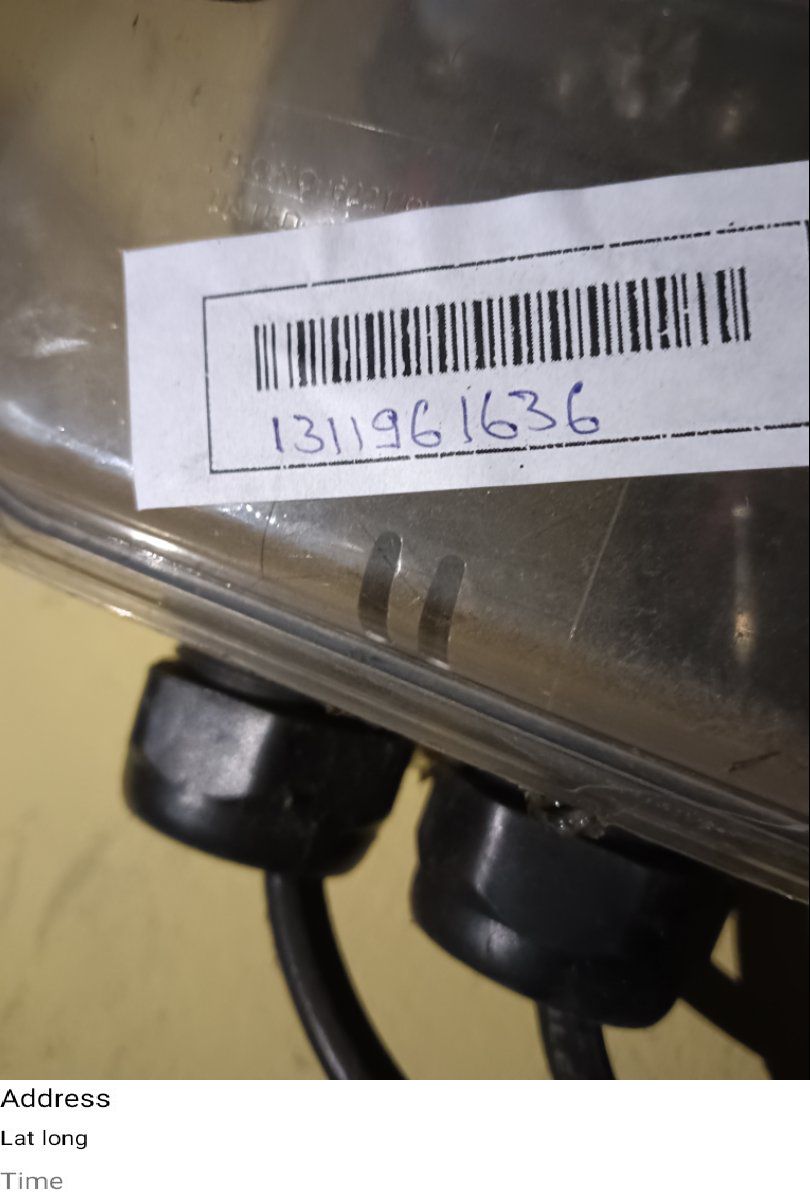 1311961636
Address
Lat long
Time